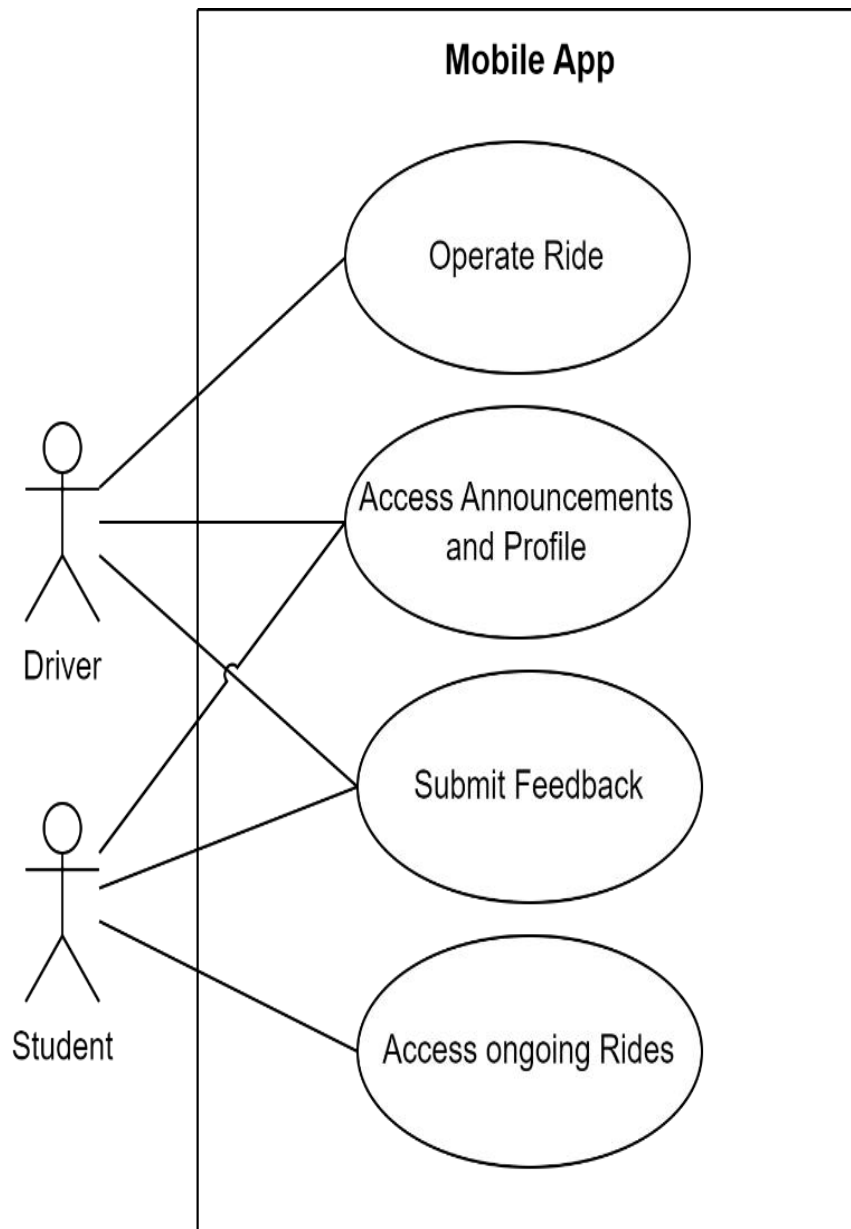 Mobile App
Operate Ride
Access Announcements
and Profile
Driver
Submit Feedback
Student
Access ongoing Rides